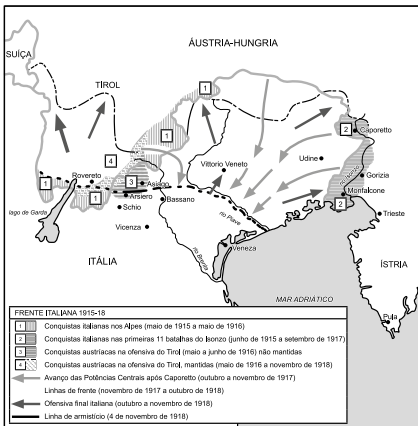 ÁUSTRIA-HUNGRIA
SUÍÇA
TIROL
1
1
2
Caporetto
4
Vittorio Veneto
Udine
Rovereto
3
Gorizia
1
Asiago
Isonzo
1
Arsiero
Monfalcone
lago de Garda
Schio
Bassano
2
Trieste
rio Piave
Vicenza
ITÁLIA
rio Brenta
Veneza
ÍSTRIA
MAR ADRIÁTICO
Pula
FRENTE ITALIANA 1915-18
1 Conquistas italianas nos Alpes (maio de 1915 a maio de 1916)
2 Conquistas italianas nas primeiras 11 batalhas do Isonzo (junho de 1915 a setembro de 1917)
3 Conquistas austríacas na ofensiva do Tirol (maio a junho de 1916) não mantidas
4 Conquistas austríacas na ofensiva do Tirol, mantidas (maio de 1916 a novembro de 1918)
Avanço das Potências Centrais após Caporetto (outubro a novembro de 1917)
Linhas de frente (novembro de 1917 a outubro de 1918)
Ofensiva final italiana (outubro a novembro de 1918)
Linha de armistício (4 de novembro de 1918)